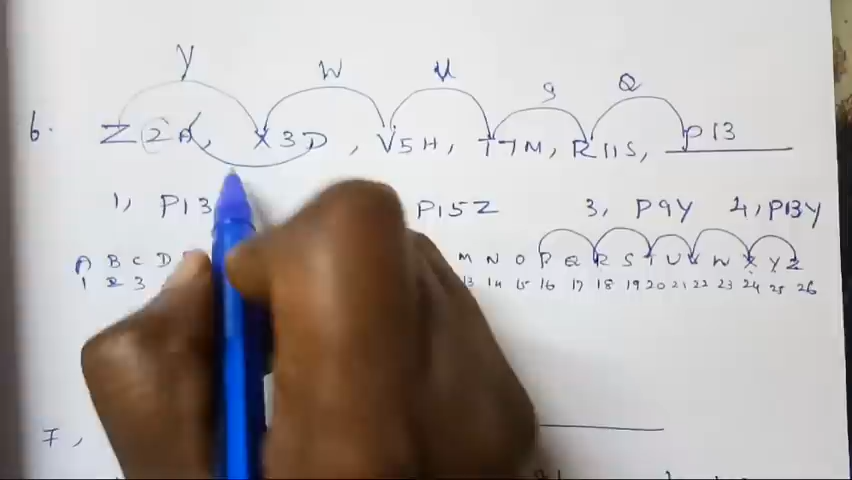 Y W U S Q
6. Z2A, X3D, V5H, T7M, R11S, P13
1, P13 P15Z 3, P9Y 4, P13Y
A B C D M N O P Q R S T U V W X Y Z
1 2 3 13 14 15 16 17 18 19 20 21 22 23 24 25 26
7,